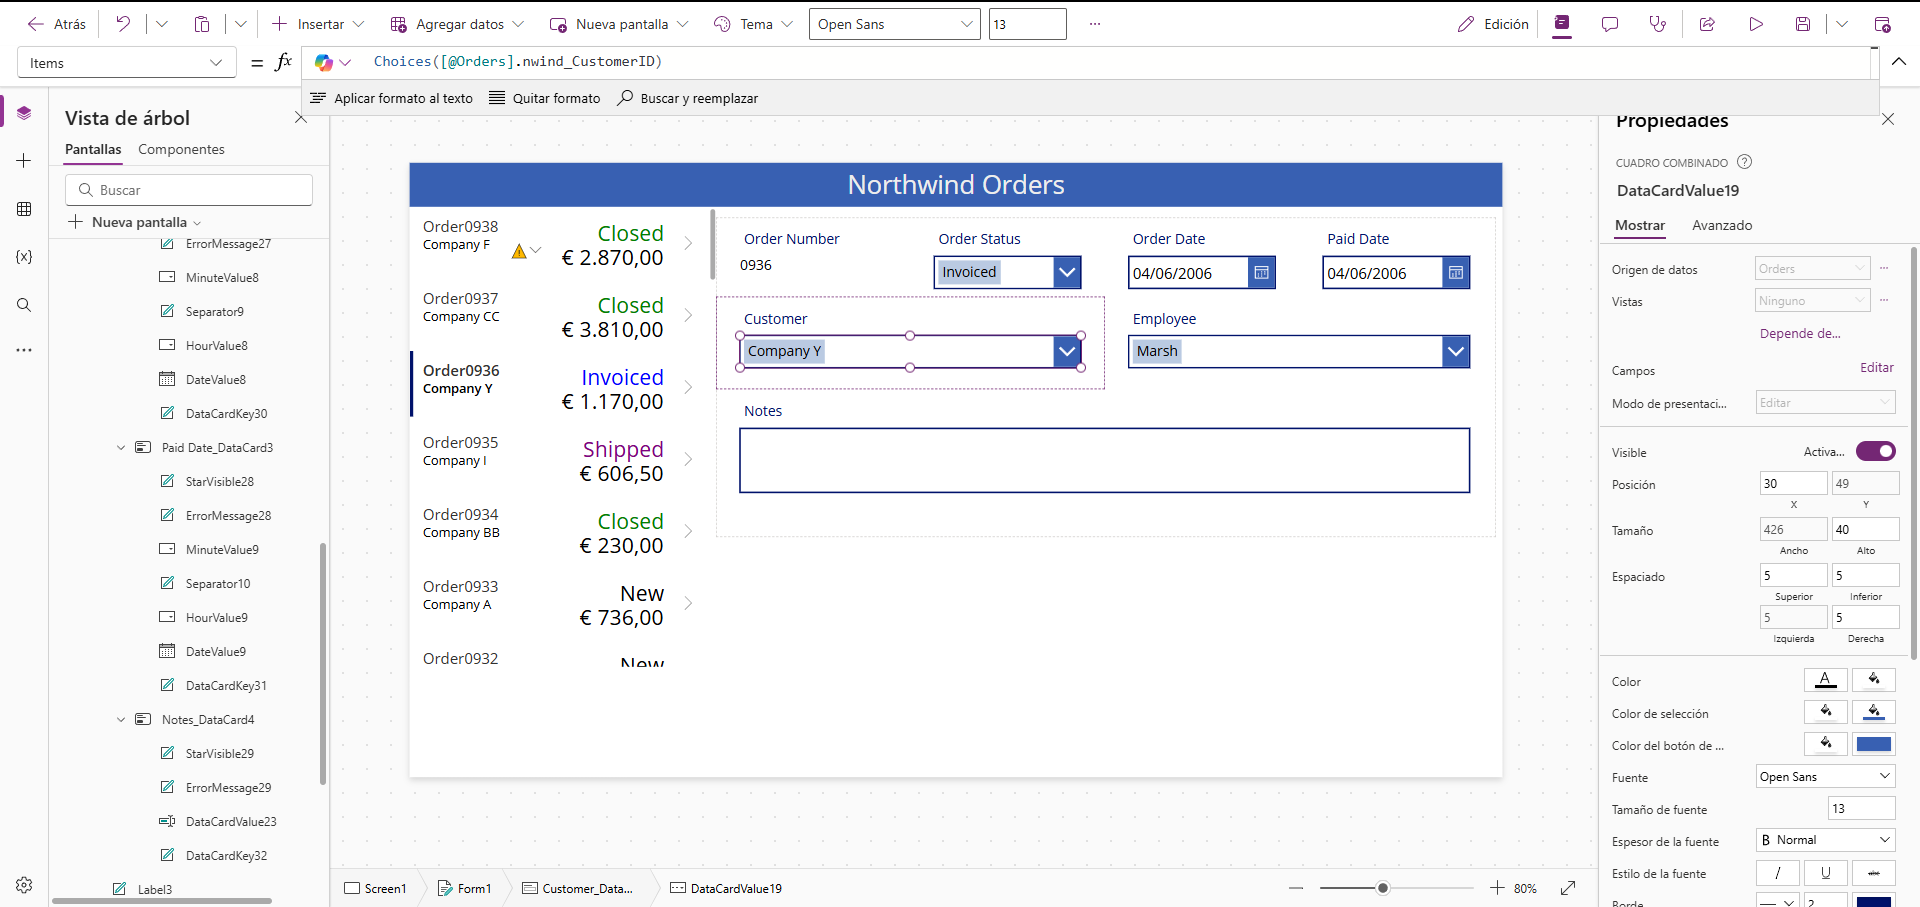 Atrás
Insertar
Agregar datos
Nueva pantalla
Tema
Open Sans
13
Edición
Items
= fx
Choices([@Orders].nwind_CustomerID)
Aplicar formato al texto
Quitar formato
Buscar y reemplazar
Vista de árbol
Pantallas
Componentes
Buscar
Nueva pantalla
ErrorMessage27
MinuteValue8
Separator9
HourValue8
DateValue8
DataCardKey30
Paid Date_DataCard3
StarVisible28
ErrorMessage28
MinuteValue9
Separator10
HourValue9
DateValue9
DataCardKey31
Notes_DataCard4
StarVisible29
ErrorMessage29
DataCardValue23
DataCardKey32
Label3
Northwind Orders
Order0938
Company F
Closed
€ 2.870,00
Order0937
Company CC
Closed
€ 3.810,00
Order0936
Company Y
Invoiced
€ 1.170,00
Order0935
Company I
Shipped
€ 606,50
Order0934
Company BB
Closed
€ 230,00
Order0933
Company A
New
€ 736,00
Order0932
New
Order Number
0936
Order Status
Invoiced
Order Date
04/06/2006
Paid Date
04/06/2006
Customer
Company Y
Employee
Marsh
Notes
Screen1
Form1
Customer_Data...
DataCardValue19
80%
Propiedades
CUADRO COMBINADO
DataCardValue19
Mostrar
Avanzado
Origen de datos
Orders
Vistas
Ninguno
Depende de...
Campos
Editar
Modo de presentaci...
Editar
Visible
Activa...
Posición
30
49
X
Y
Tamaño
426
40
Ancho
Alto
Espaciado
5
5
Superior
Inferior
5
5
Izquierda
Derecha
Color
Color de selección
Color del botón de ...
Fuente
Open Sans
Tamaño de fuente
13
Espesor de la fuente
B Normal
Estilo de la fuente
Borde
2